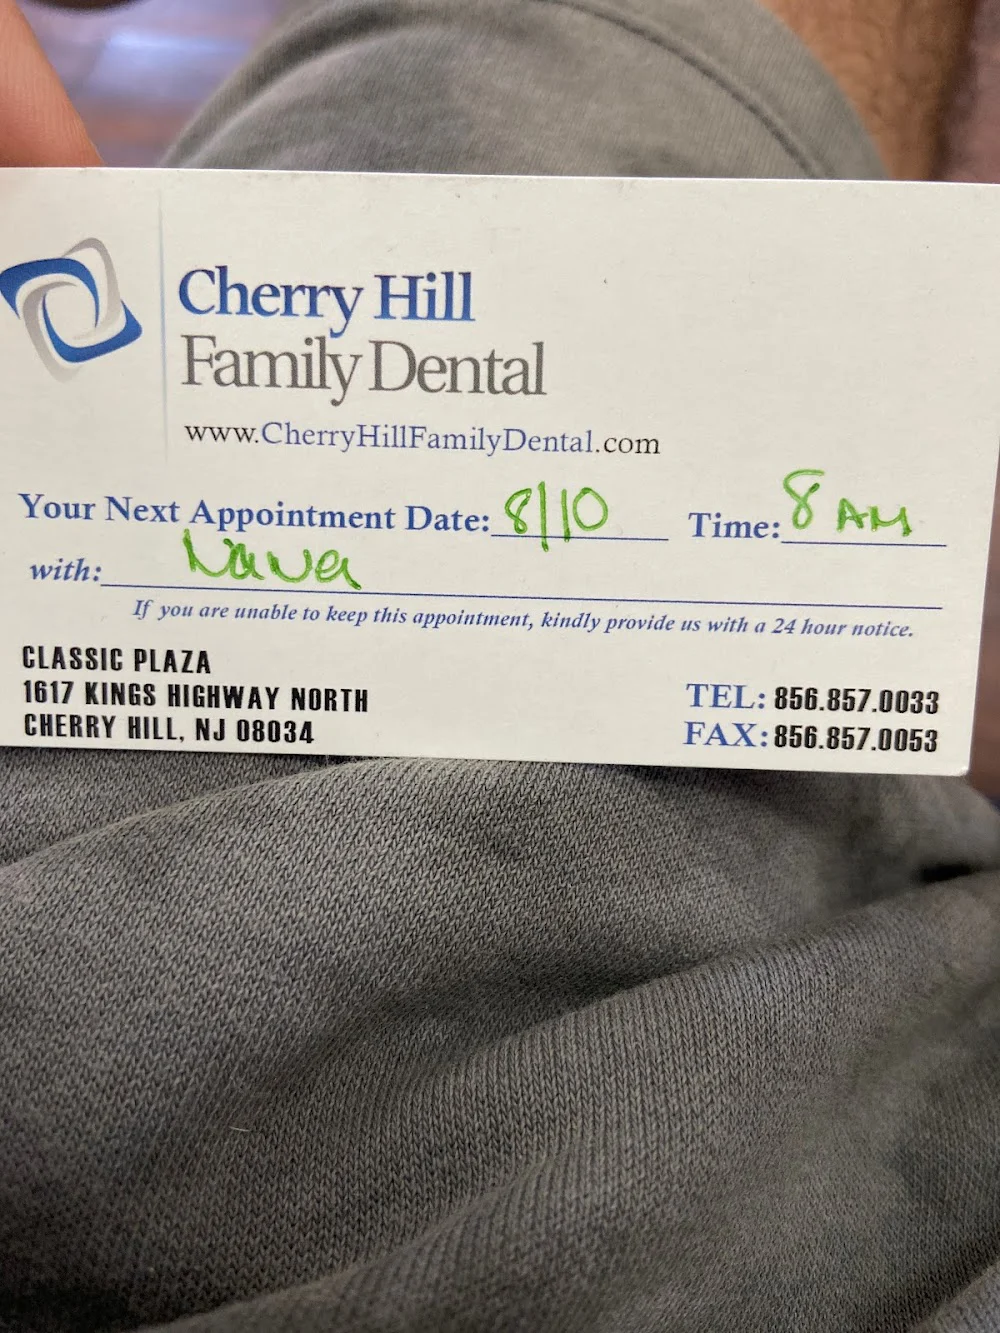 Cherry Hill
Family Dental
www.CherryHillFamilyDental.com
Your Next Appointment Date: 8/10 Time: 8 AM
with:
If you are unable to keep this appointment, kindly provide us with a 24 hour notice.
CLASSIC PLAZA
1617 KINGS HIGHWAY NORTH
CHERRY HILL, NJ 08034
TEL: 856.857.0033
FAX: 856.857.0053